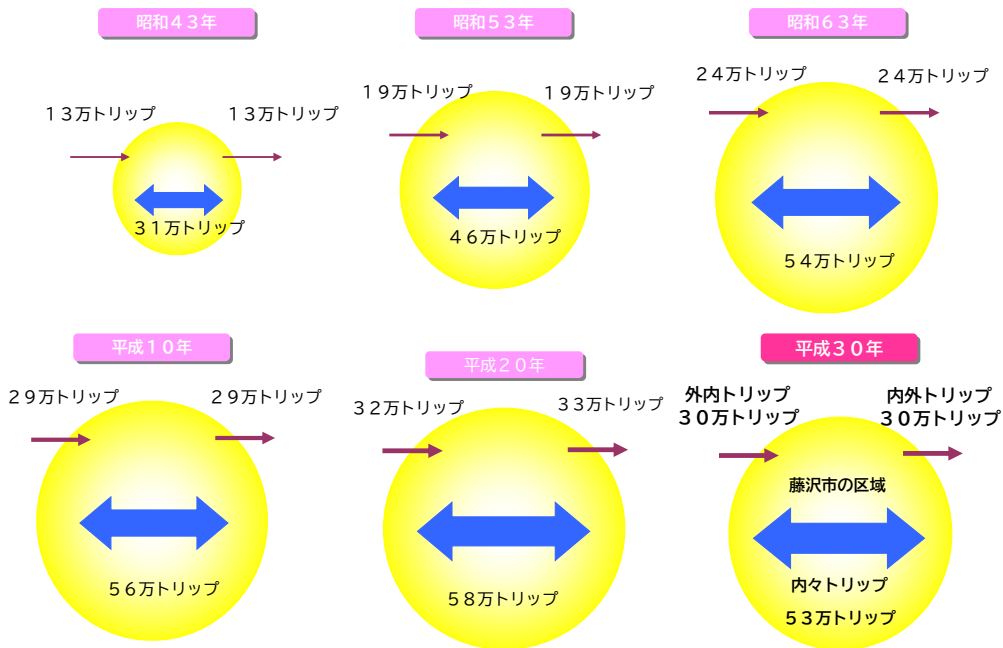 昭和４３年
１３万トリップ
１３万トリップ
３１万トリップ
昭和５３年
１９万トリップ
１９万トリップ
４６万トリップ
昭和６３年
２４万トリップ
２４万トリップ
５４万トリップ
平成１０年
２９万トリップ
２９万トリップ
５６万トリップ
平成２０年
３２万トリップ
３３万トリップ
５８万トリップ
平成３０年
外内トリップ
３０万トリップ
内外トリップ
３０万トリップ
藤沢市の区域
内々トリップ
５３万トリップ